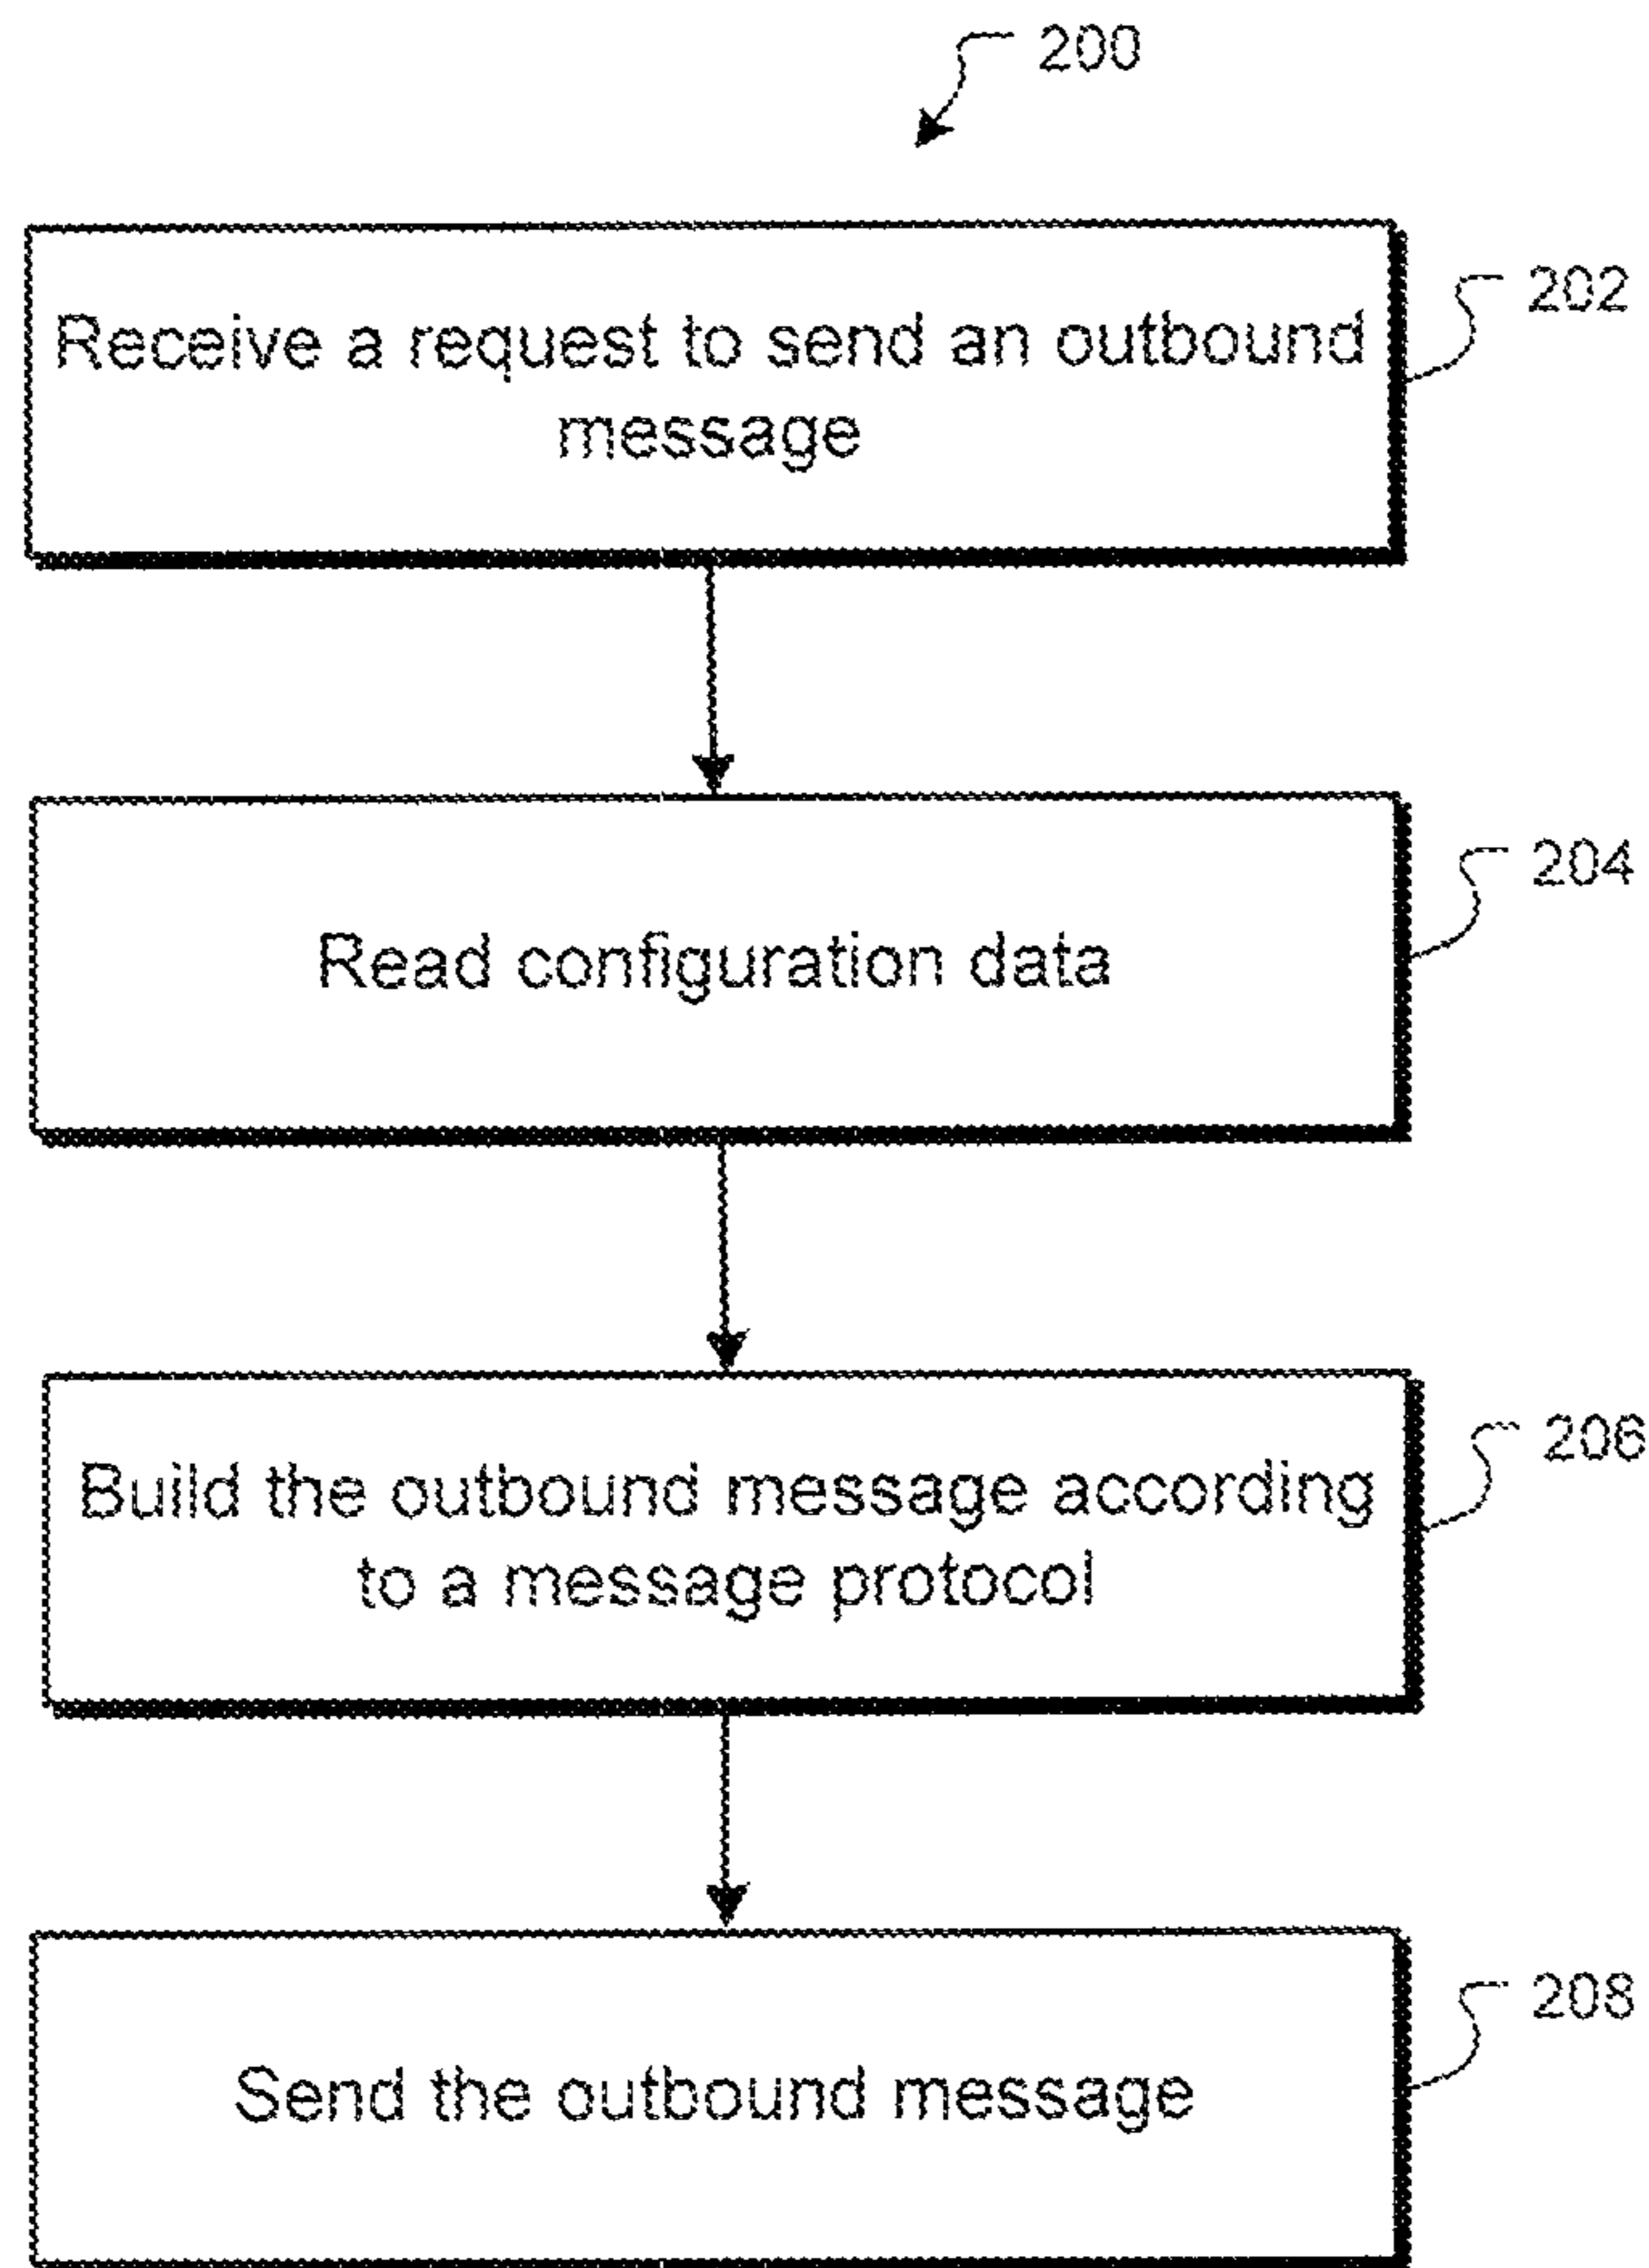 200
Receive a request to send an outbound
message
202
Read configuration data
204
Build the outbound message according
to a message protocol
206
Send the outbound message
208